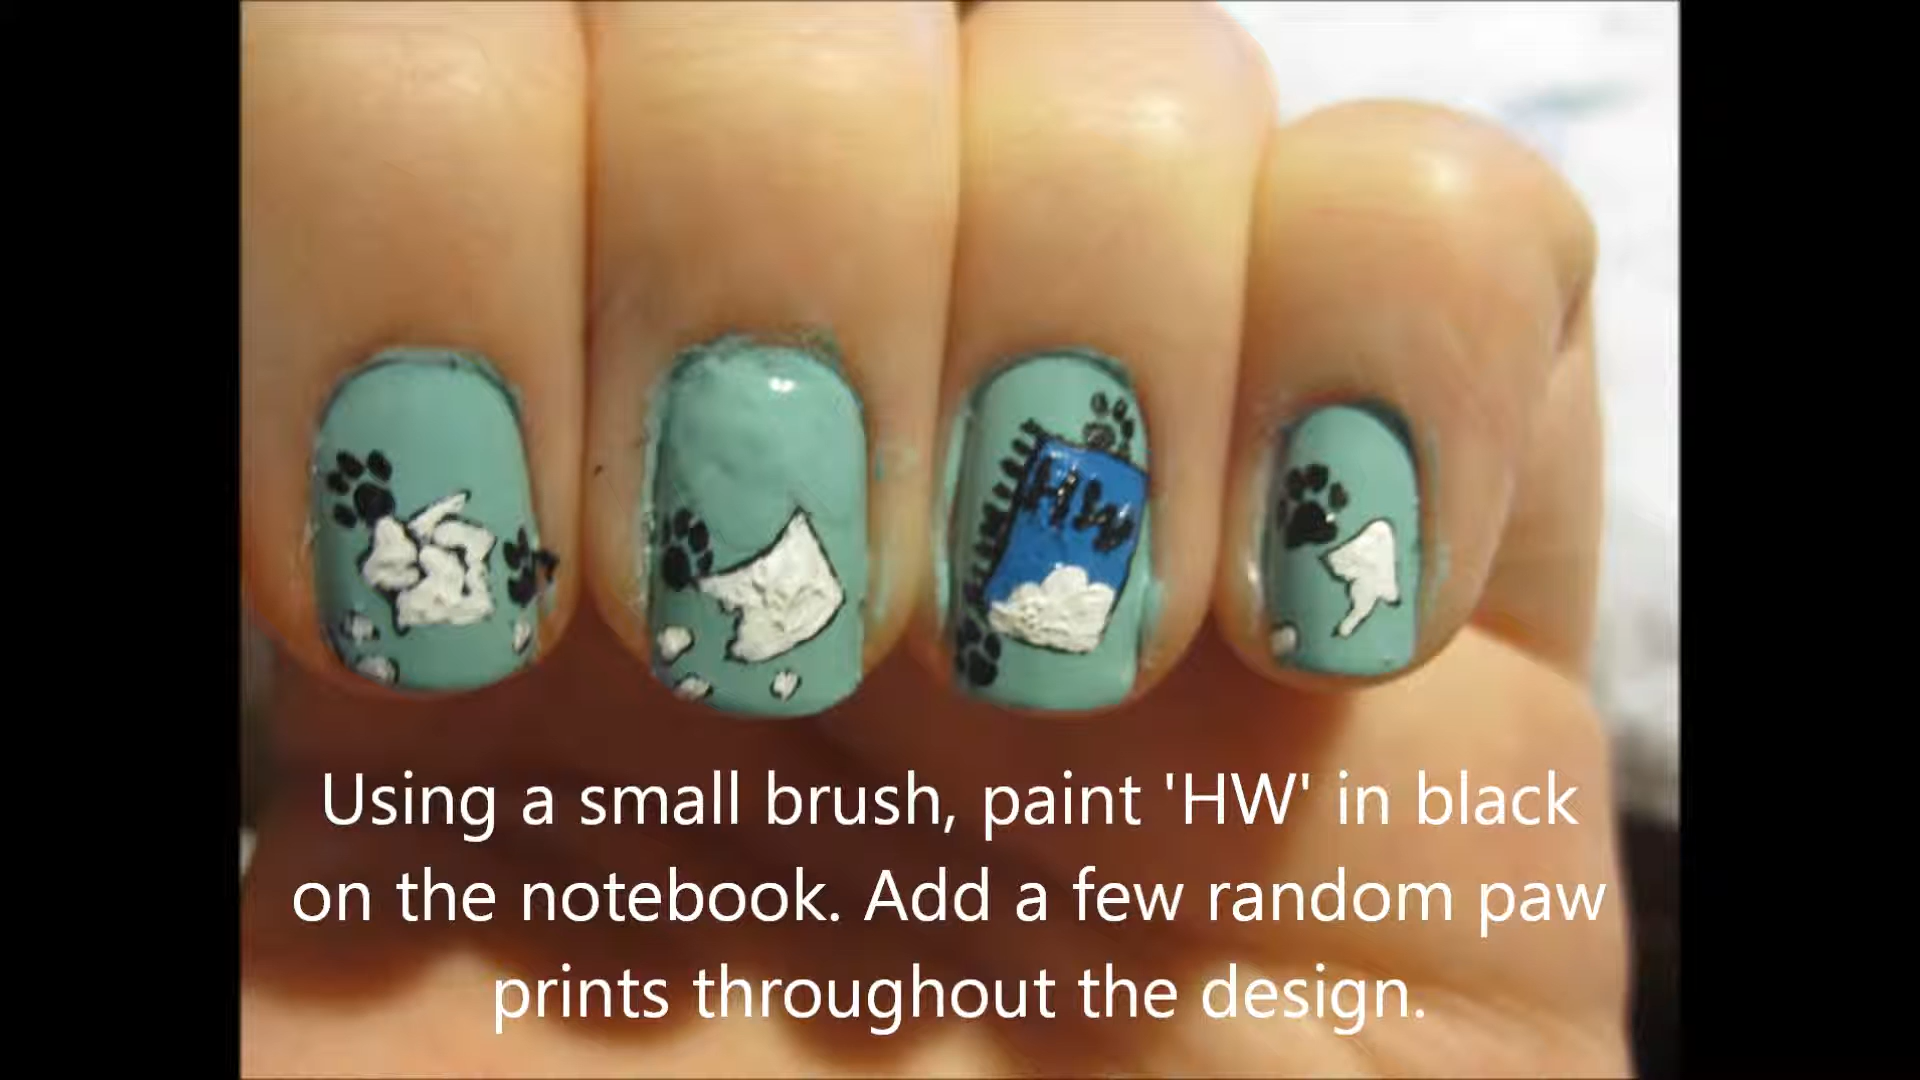 HW
Using a small brush, paint 'HW' in black
on the notebook. Add a few random paw
prints throughout the design.